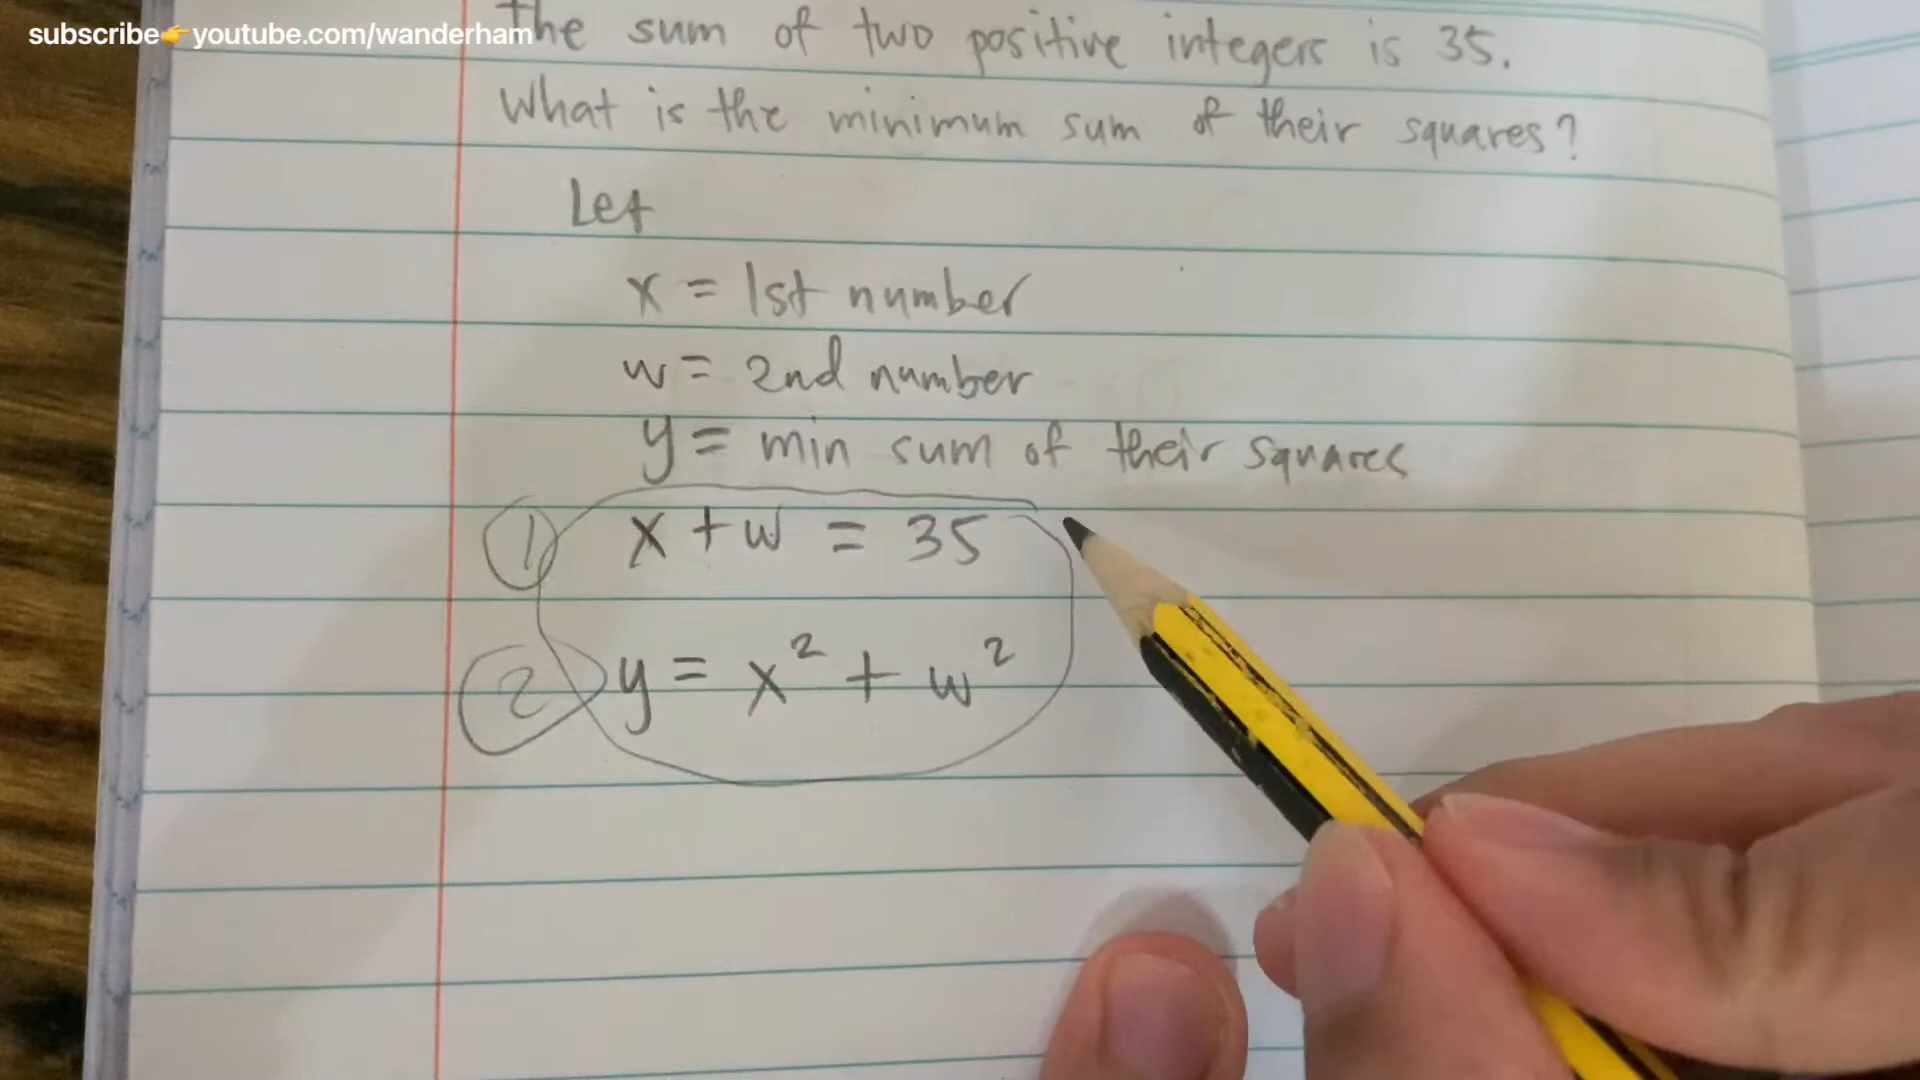 subscribe👉youtube.com/wanderham
The sum of two positive integers is 35.
What is the minimum sum of their squares?
Let
x = 1st number
w = 2nd number
y = min sum of their squares
① x + w = 35
② y = x² + w²